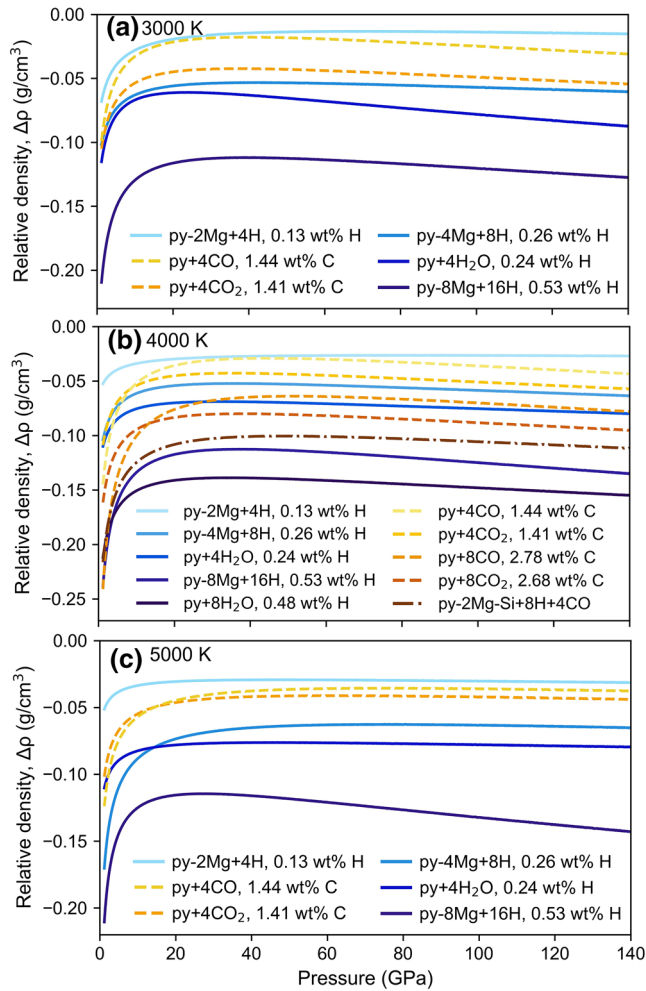 (a) 3000 K
0.00
−0.05
−0.10
−0.15
−0.20
Relative density, Δρ (g/cm³)
py-2Mg+4H, 0.13 wt% H
py+4CO, 1.44 wt% C
py+4CO₂, 1.41 wt% C
py-4Mg+8H, 0.26 wt% H
py+4H₂O, 0.24 wt% H
py-8Mg+16H, 0.53 wt% H
(b) 4000 K
0.00
−0.05
−0.10
−0.15
−0.20
−0.25
Relative density, Δρ (g/cm³)
py-2Mg+4H, 0.13 wt% H
py-4Mg+8H, 0.26 wt% H
py+4H₂O, 0.24 wt% H
py-8Mg+16H, 0.53 wt% H
py+8H₂O, 0.48 wt% H
py+4CO, 1.44 wt% C
py+4CO₂, 1.41 wt% C
py+8CO, 2.78 wt% C
py+8CO₂, 2.68 wt% C
py-2Mg-Si+8H+4CO
(c) 5000 K
0.00
−0.05
−0.10
−0.15
−0.20
Relative density, Δρ (g/cm³)
py-2Mg+4H, 0.13 wt% H
py+4CO, 1.44 wt% C
py+4CO₂, 1.41 wt% C
py-4Mg+8H, 0.26 wt% H
py+4H₂O, 0.24 wt% H
py-8Mg+16H, 0.53 wt% H
0 20 40 60 80 100 120 140
Pressure (GPa)